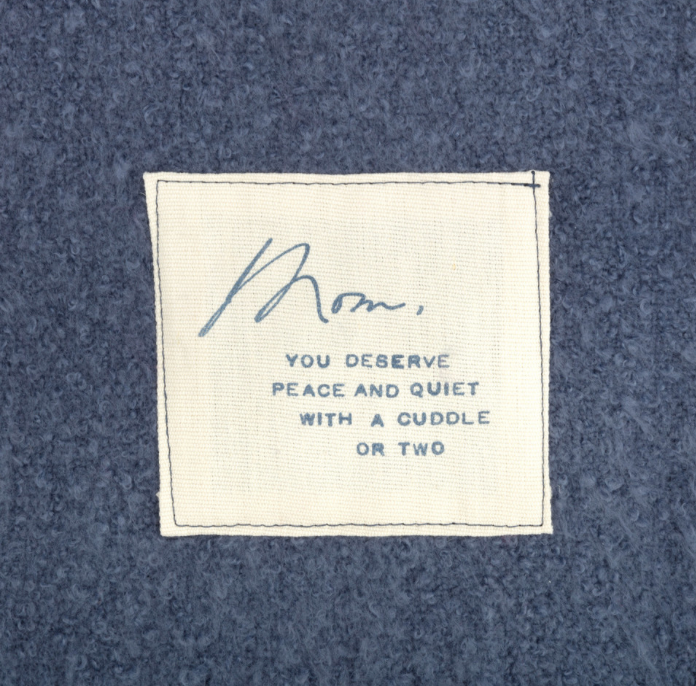 Mom,
YOU DESERVE
PEACE AND QUIET
WITH A CUDDLE
OR TWO